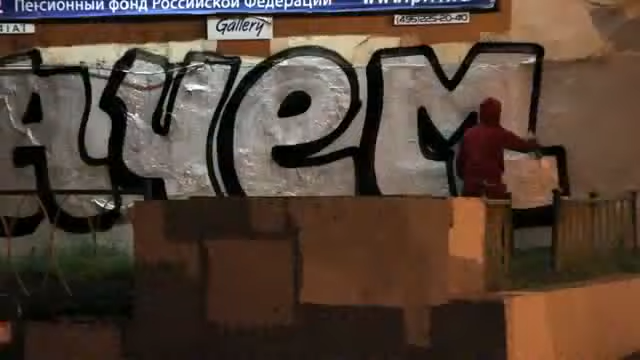 Пенсионный фонд Российской Федерации
Gallery
(495)225-20-40
ачем